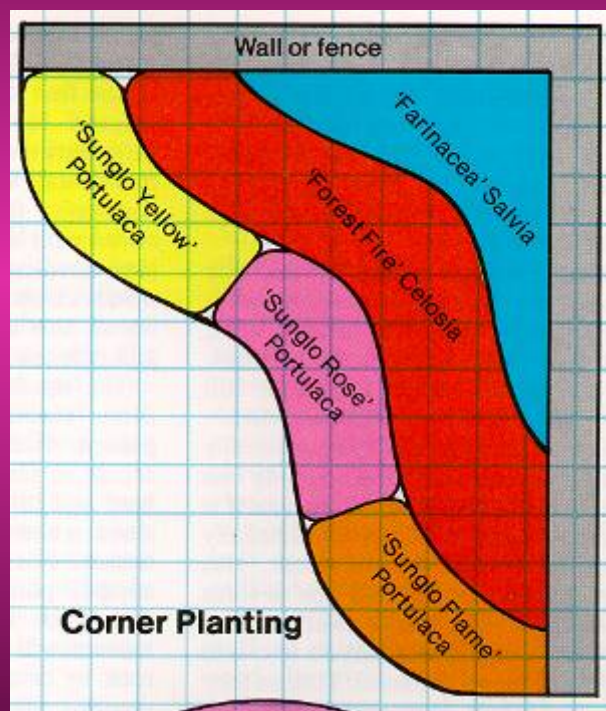 Wall or fence
'Farinacea' Salvia
'Forest Fire' Celosia
'Sunglo Yellow'
Portulaca
'Sunglo Rose'
Portulaca
'Sunglo Flame'
Portulaca
Corner Planting